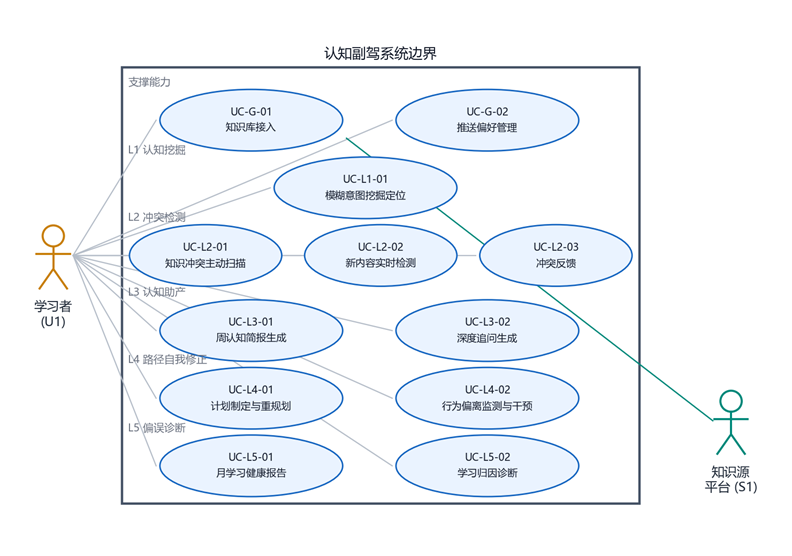 认知副驾系统边界
支撑能力
UC-G-01
知识库接入
UC-G-02
推送偏好管理
L1 认知挖掘
UC-L1-01
模糊意图挖掘定位
L2 冲突检测
UC-L2-01
知识冲突主动扫描
UC-L2-02
新内容实时检测
UC-L2-03
冲突反馈
L3 认知助产
UC-L3-01
周认知简报生成
UC-L3-02
深度追问生成
L4 路径自我修正
UC-L4-01
计划制定与重规划
UC-L4-02
行为偏离监测与干预
L5 偏误诊断
UC-L5-01
月学习健康报告
UC-L5-02
学习归因诊断
学习者
(U1)
知识源
平台 (S1)